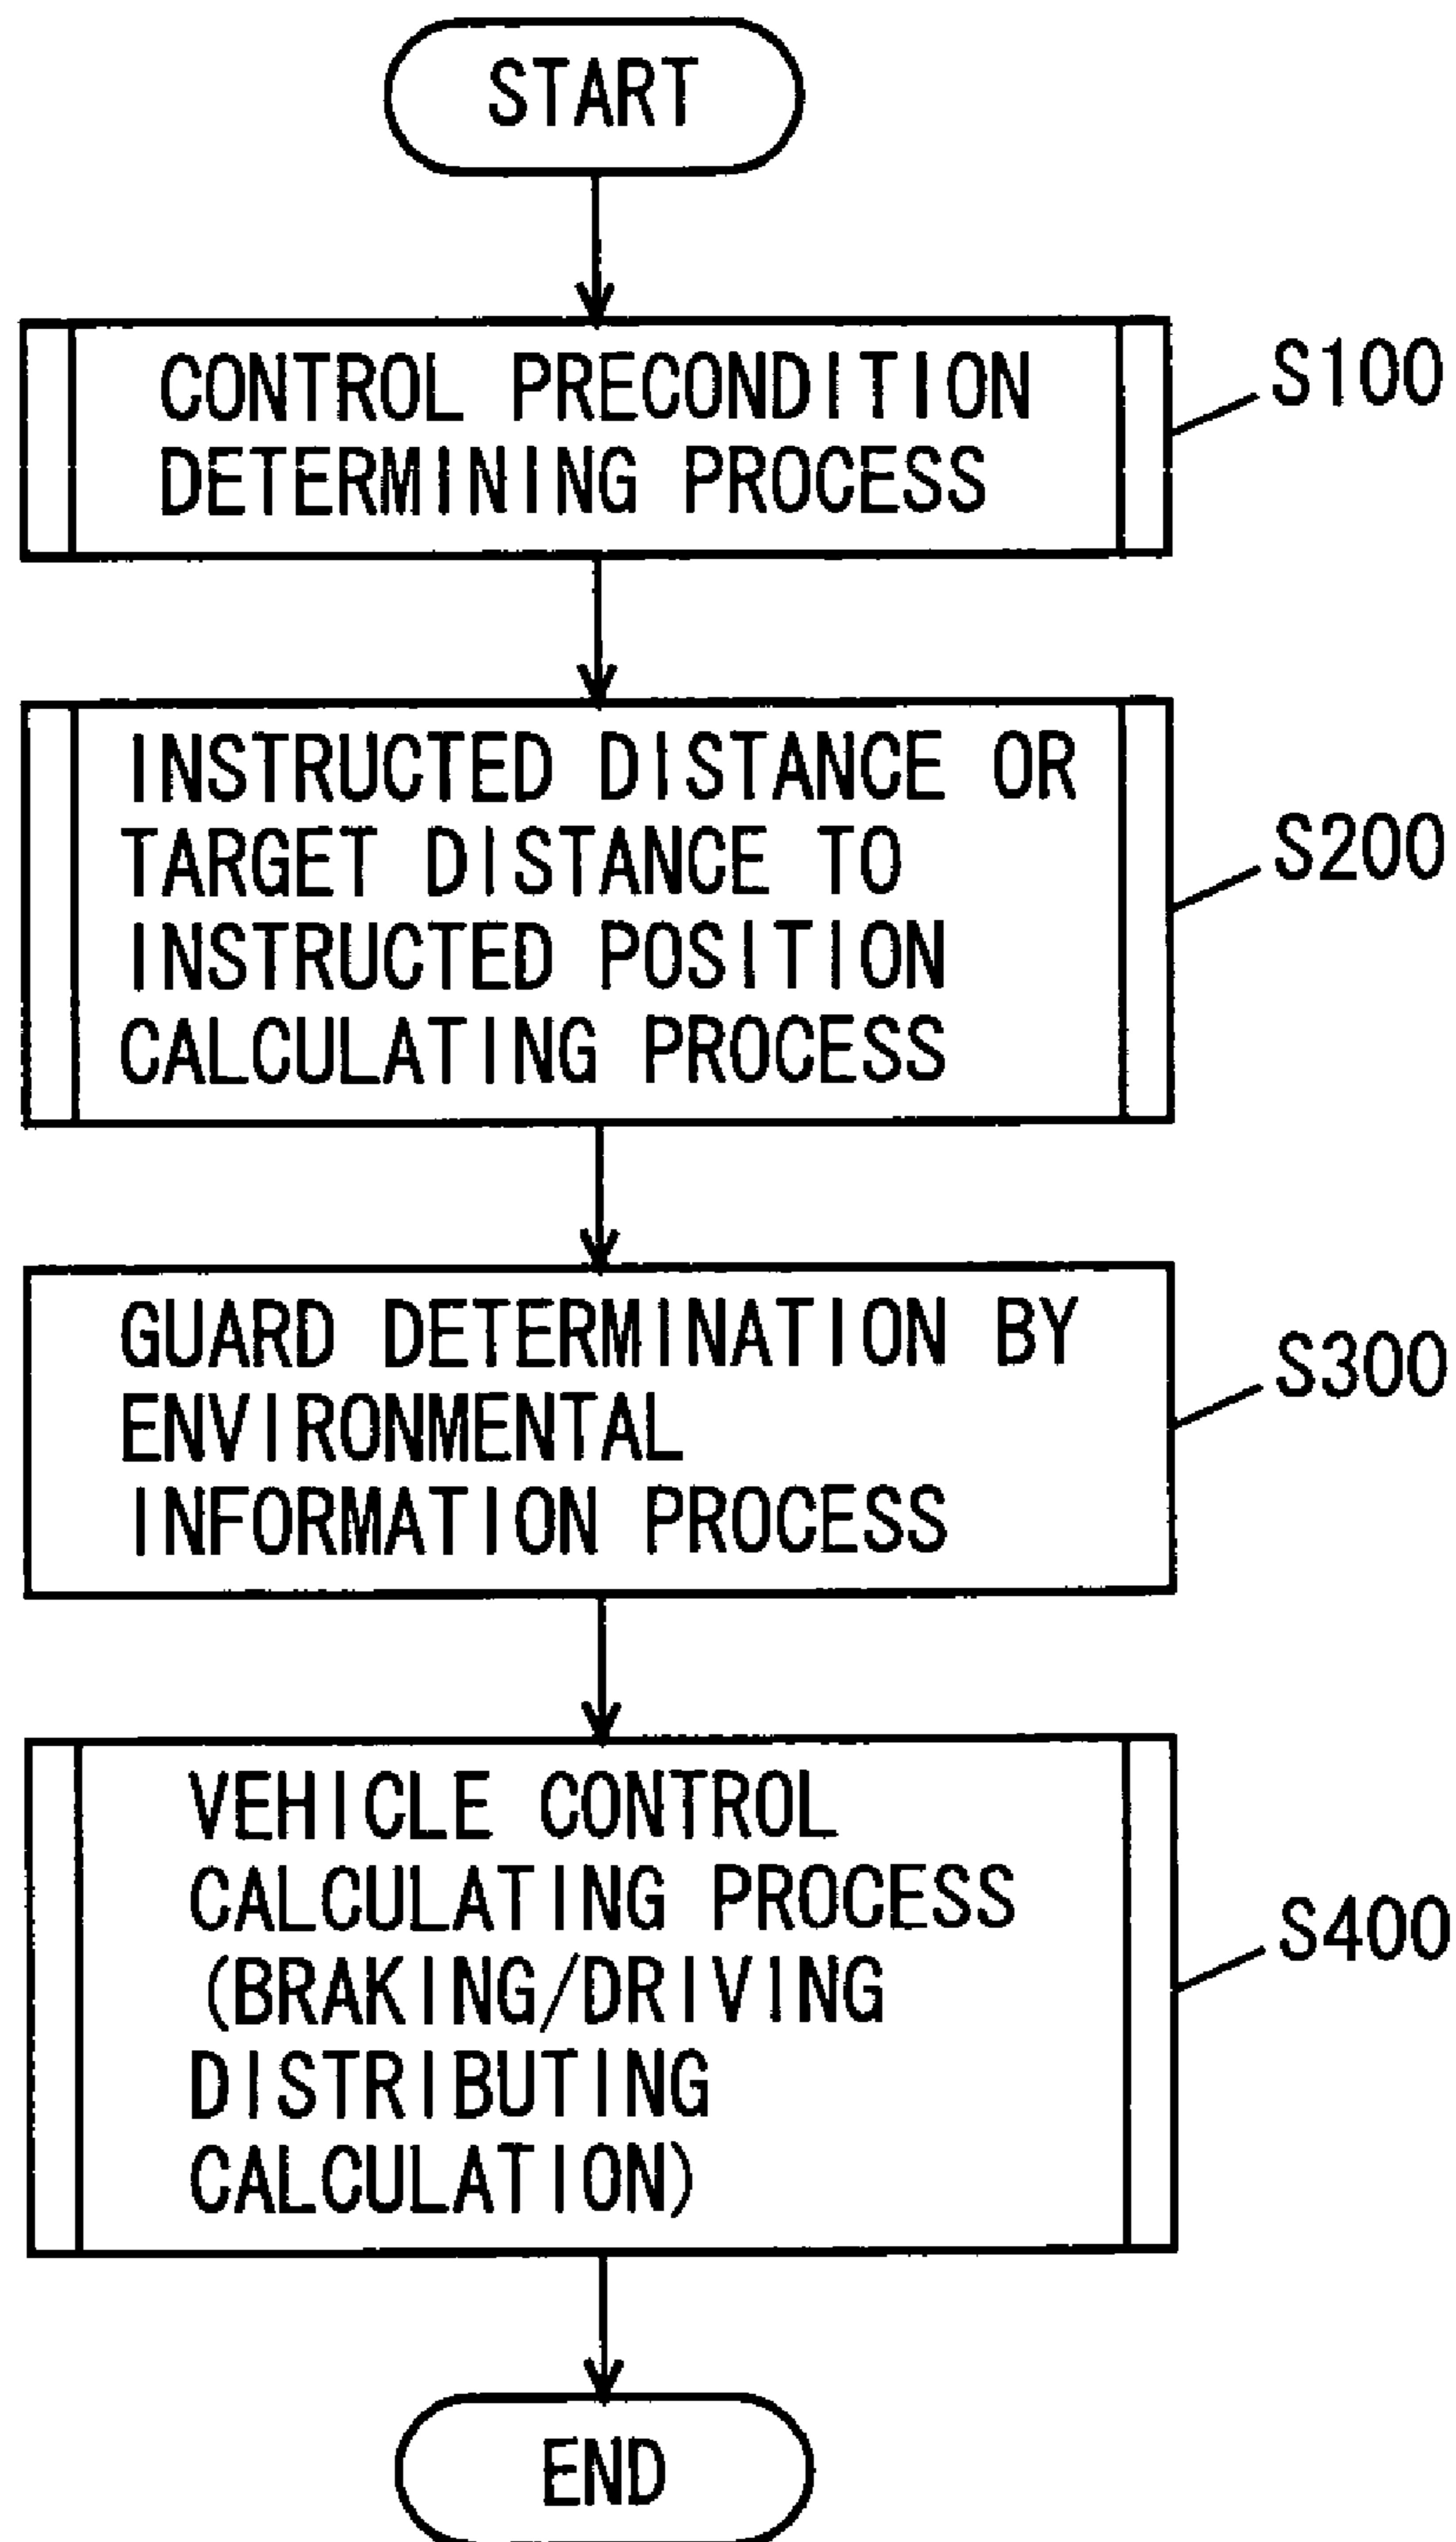 START
CONTROL PRECONDITION
DETERMINING PROCESS
S100
INSTRUCTED DISTANCE OR
TARGET DISTANCE TO
INSTRUCTED POSITION
CALCULATING PROCESS
S200
GUARD DETERMINATION BY
ENVIRONMENTAL
INFORMATION PROCESS
S300
VEHICLE CONTROL
CALCULATING PROCESS
(BRAKING/DRIVING
DISTRIBUTING
CALCULATION)
S400
END